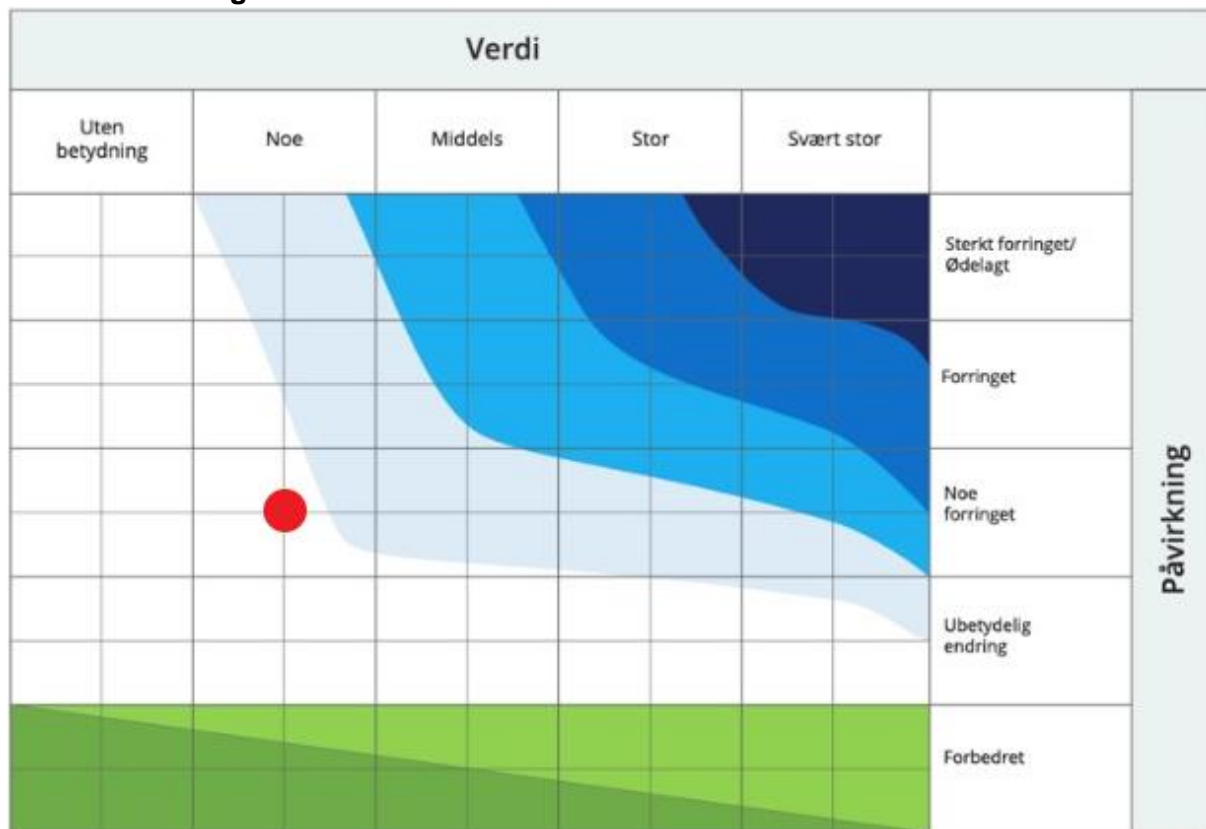 Verdi
Uten
betydning
Noe
Middels
Stor
Svært stor
Sterkt forringet/
Ødelagt
Forringet
Noe
forringet
Ubetydelig
endring
Forbedret
Påvirkning